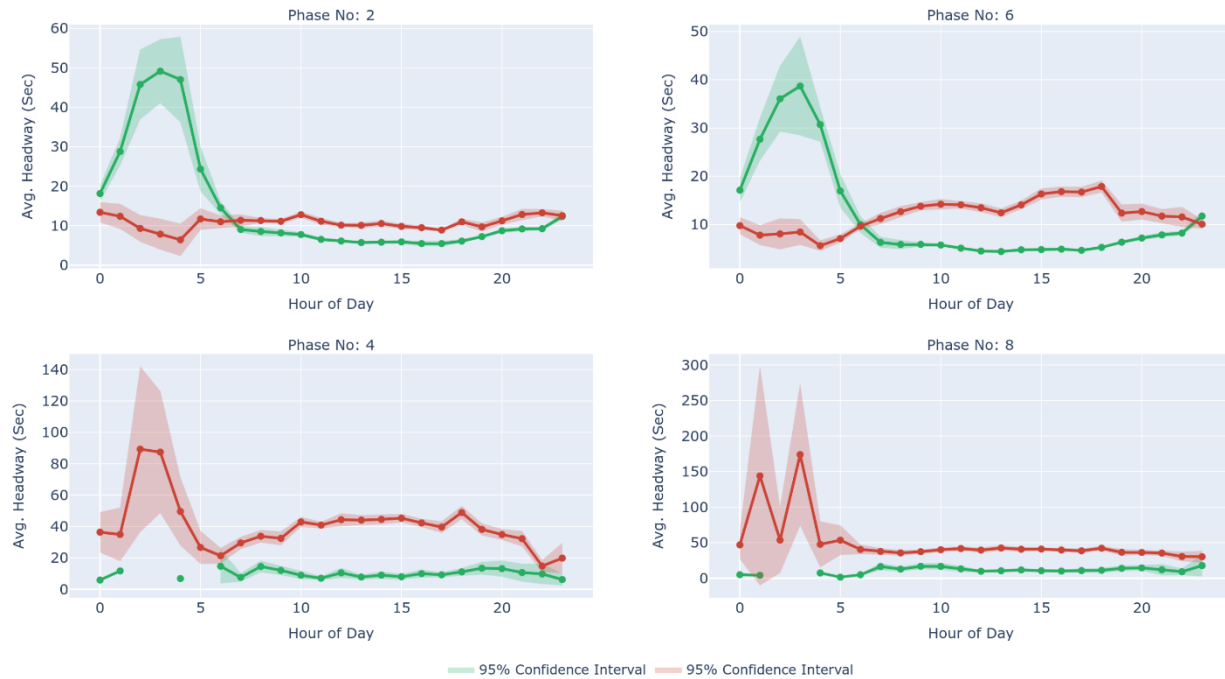 Phase No: 2
60
50
40
30
20
10
0
Avg. Headway (Sec)
0 5 10 15 20
Hour of Day
Phase No: 6
50
40
30
20
10
Avg. Headway (Sec)
0 5 10 15 20
Hour of Day
Phase No: 4
140
120
100
80
60
40
20
0
Avg. Headway (Sec)
0 5 10 15 20
Hour of Day
Phase No: 8
300
250
200
150
100
50
0
Avg. Headway (Sec)
0 5 10 15 20
Hour of Day
95% Confidence Interval 95% Confidence Interval